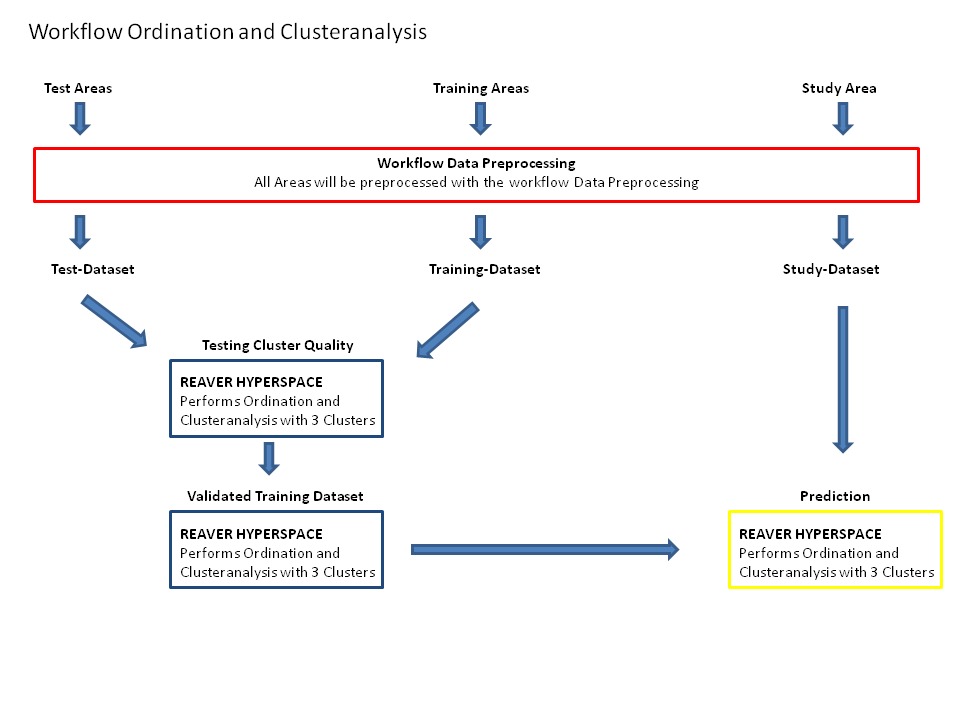 Workflow Ordination and Clusteranalysis
Test Areas
Training Areas
Study Area
Workflow Data Preprocessing
All Areas will be preprocessed with the workflow Data Preprocessing
Test-Dataset
Training-Dataset
Study-Dataset
Testing Cluster Quality
REAVER HYPERSPACE
Performs Ordination and
Clusteranalysis with 3 Clusters
Validated Training Dataset
REAVER HYPERSPACE
Performs Ordination and
Clusteranalysis with 3 Clusters
Prediction
REAVER HYPERSPACE
Performs Ordination and
Clusteranalysis with 3 Clusters